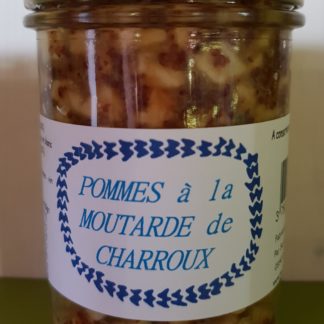 POMMES à la
MOUTARDE de
CHARROUX